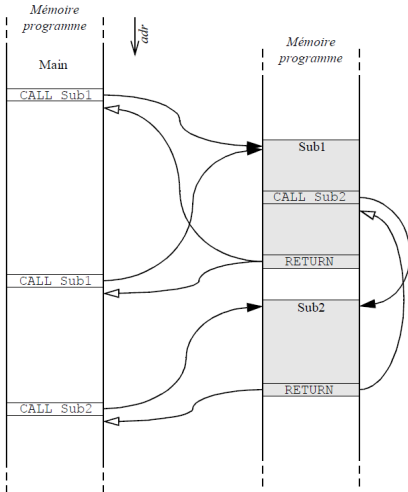 Mémoire
programme
adr
Main
CALL Sub1
CALL Sub1
CALL Sub2
Mémoire
programme
Sub1
CALL Sub2
RETURN
Sub2
RETURN